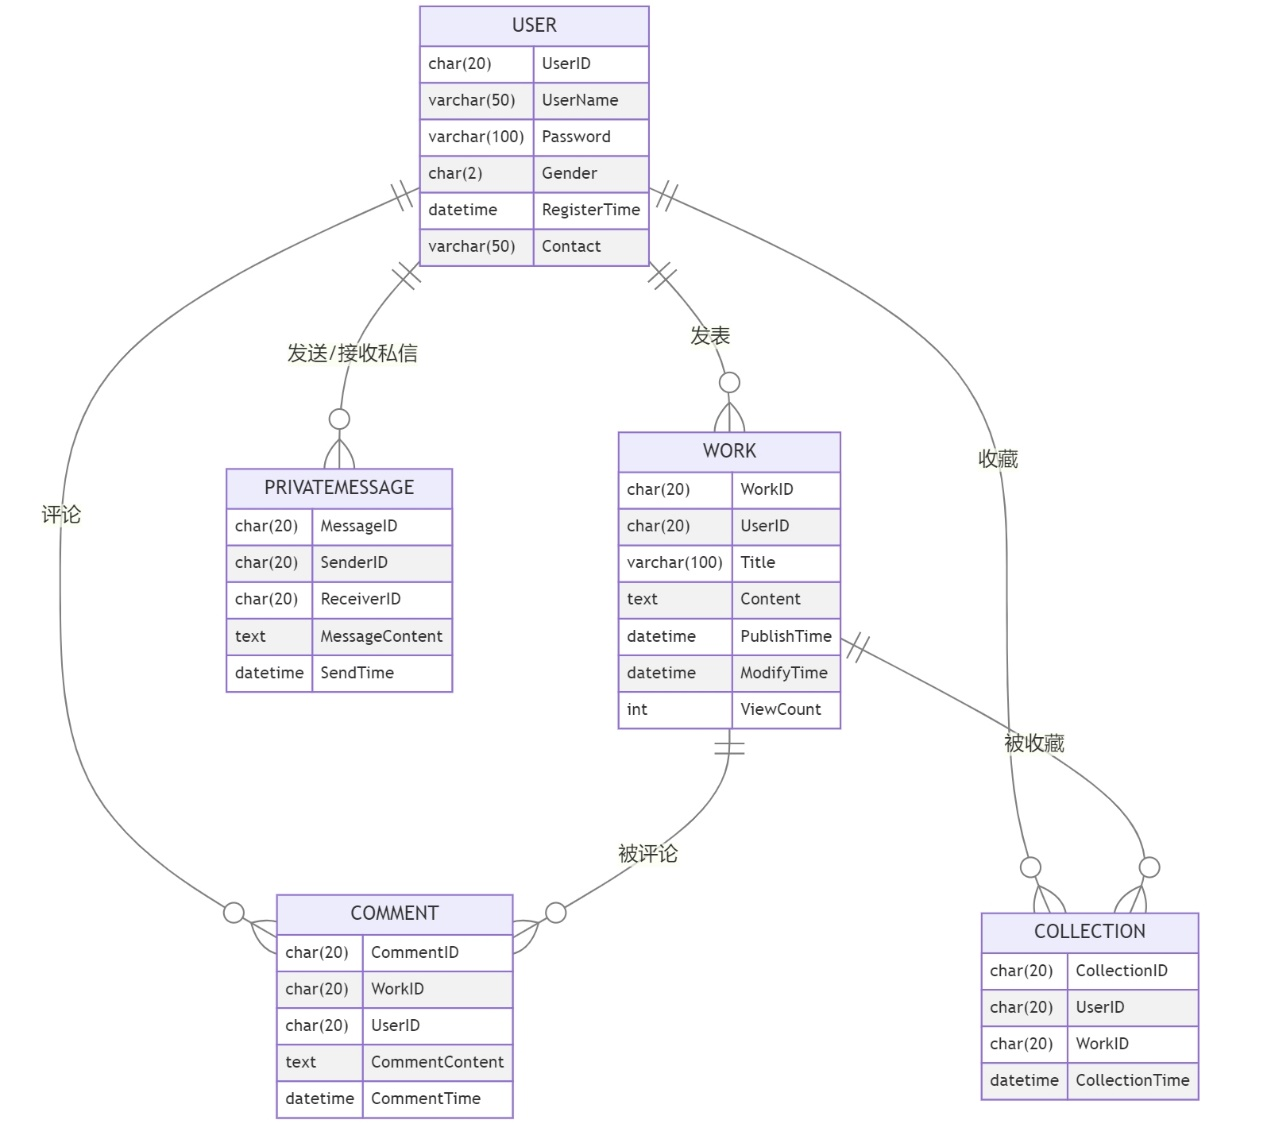 USER
char(20) UserID
varchar(50) UserName
varchar(100) Password
char(2) Gender
datetime RegisterTime
varchar(50) Contact
发送/接收私信
发表
收藏
评论
PRIVATEMESSAGE
char(20) MessageID
char(20) SenderID
char(20) ReceiverID
text MessageContent
datetime SendTime
WORK
char(20) WorkID
char(20) UserID
varchar(100) Title
text Content
datetime PublishTime
datetime ModifyTime
int ViewCount
被收藏
被评论
COMMENT
char(20) CommentID
char(20) WorkID
char(20) UserID
text CommentContent
datetime CommentTime
COLLECTION
char(20) CollectionID
char(20) UserID
char(20) WorkID
datetime CollectionTime